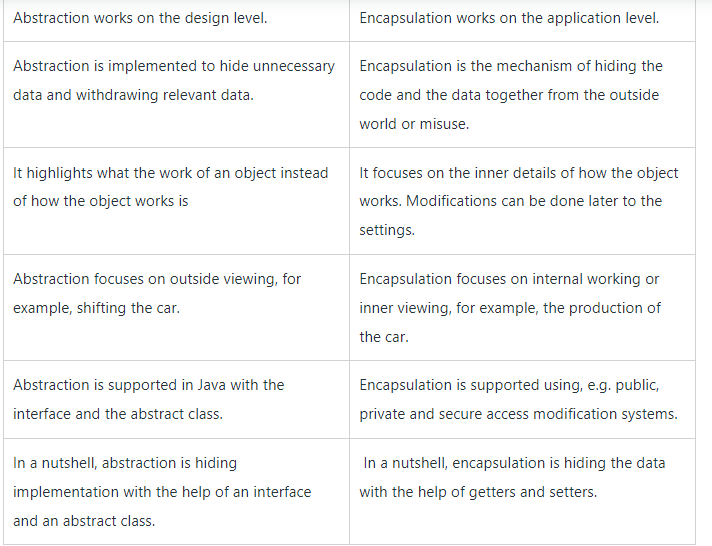 Abstraction works on the design level.
Encapsulation works on the application level.
Abstraction is implemented to hide unnecessary
data and withdrawing relevant data.
Encapsulation is the mechanism of hiding the
code and the data together from the outside
world or misuse.
It highlights what the work of an object instead
of how the object works is
It focuses on the inner details of how the object
works. Modifications can be done later to the
settings.
Abstraction focuses on outside viewing, for
example, shifting the car.
Encapsulation focuses on internal working or
inner viewing, for example, the production of
the car.
Abstraction is supported in Java with the
interface and the abstract class.
Encapsulation is supported using, e.g. public,
private and secure access modification systems.
In a nutshell, abstraction is hiding
implementation with the help of an interface
and an abstract class.
In a nutshell, encapsulation is hiding the data
with the help of getters and setters.